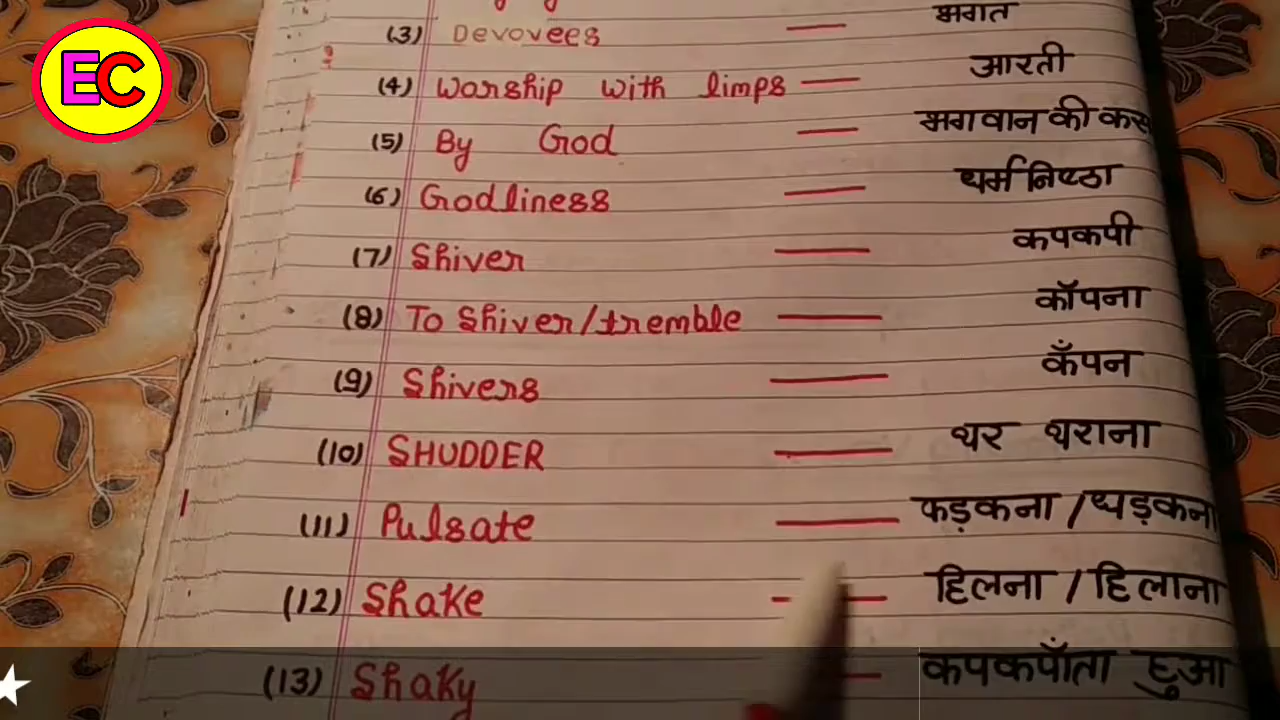 EC
(3) Devovees — भगत
(4) Worship with limps — आरती
(5) By God — भगवान की कस
(6) Godliness — धर्म निष्ठा
(7) Shiver — कपकपी
(8) To Shiver/tremble — कॉपना
(9) Shivers — कँपन
(10) SHUDDER — थर थराना
(11) Pulsate — फड़कना / धड़कना
(12) Shake — हिलना / हिलाना
(13) Shaky — कपकपाँता हुआ